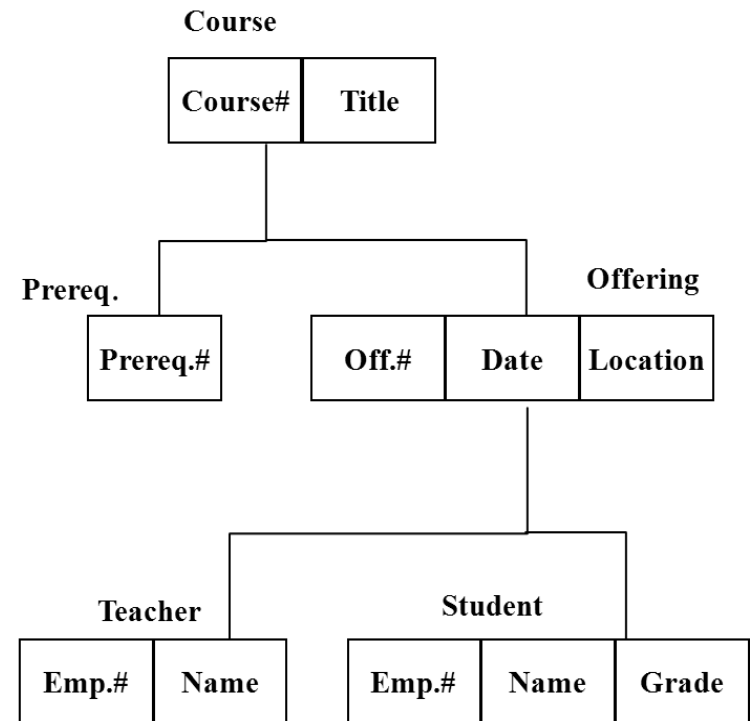 Course
Course# Title
Prereq.
Offering
Prereq.# Off.# Date Location
Teacher
Student
Emp.# Name Emp.# Name Grade